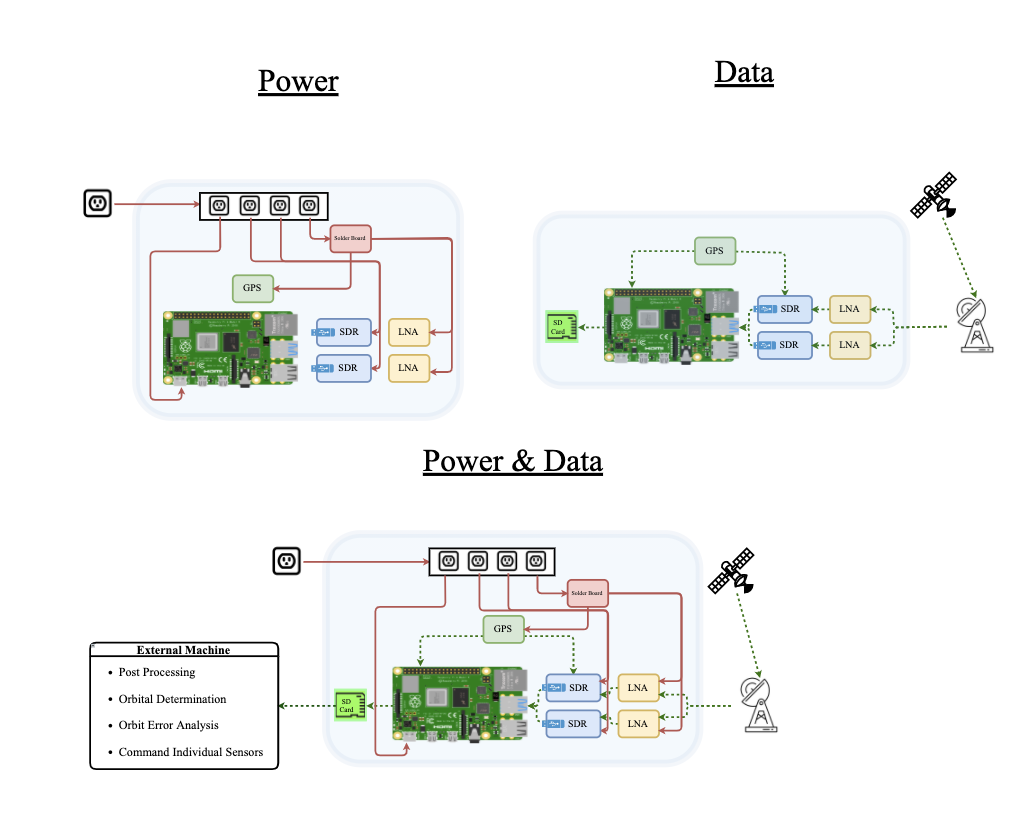 Power
Data
Solder Board
GPS
SDR
LNA
SDR
LNA
GPS
SD
Card
SDR
LNA
SDR
LNA
Power & Data
Solder Board
GPS
External Machine
• Post Processing
• Orbital Determination
• Orbit Error Analysis
• Command Individual Sensors
SD
Card
SDR
LNA
SDR
LNA